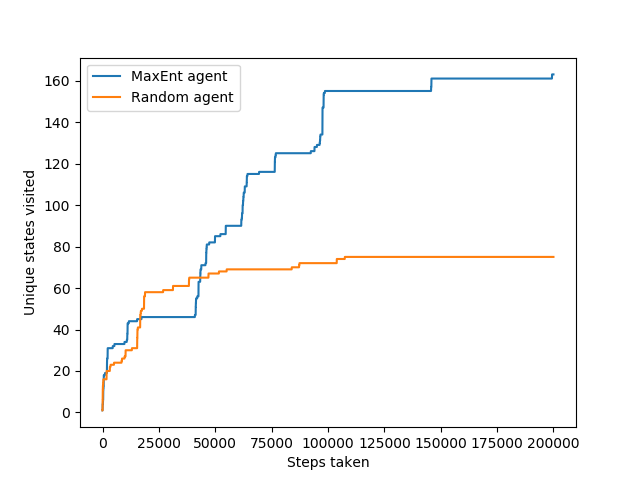 MaxEnt agent
Random agent
160
140
120
100
80
60
40
20
0
Unique states visited
0 25000 50000 75000 100000 125000 150000 175000 200000
Steps taken